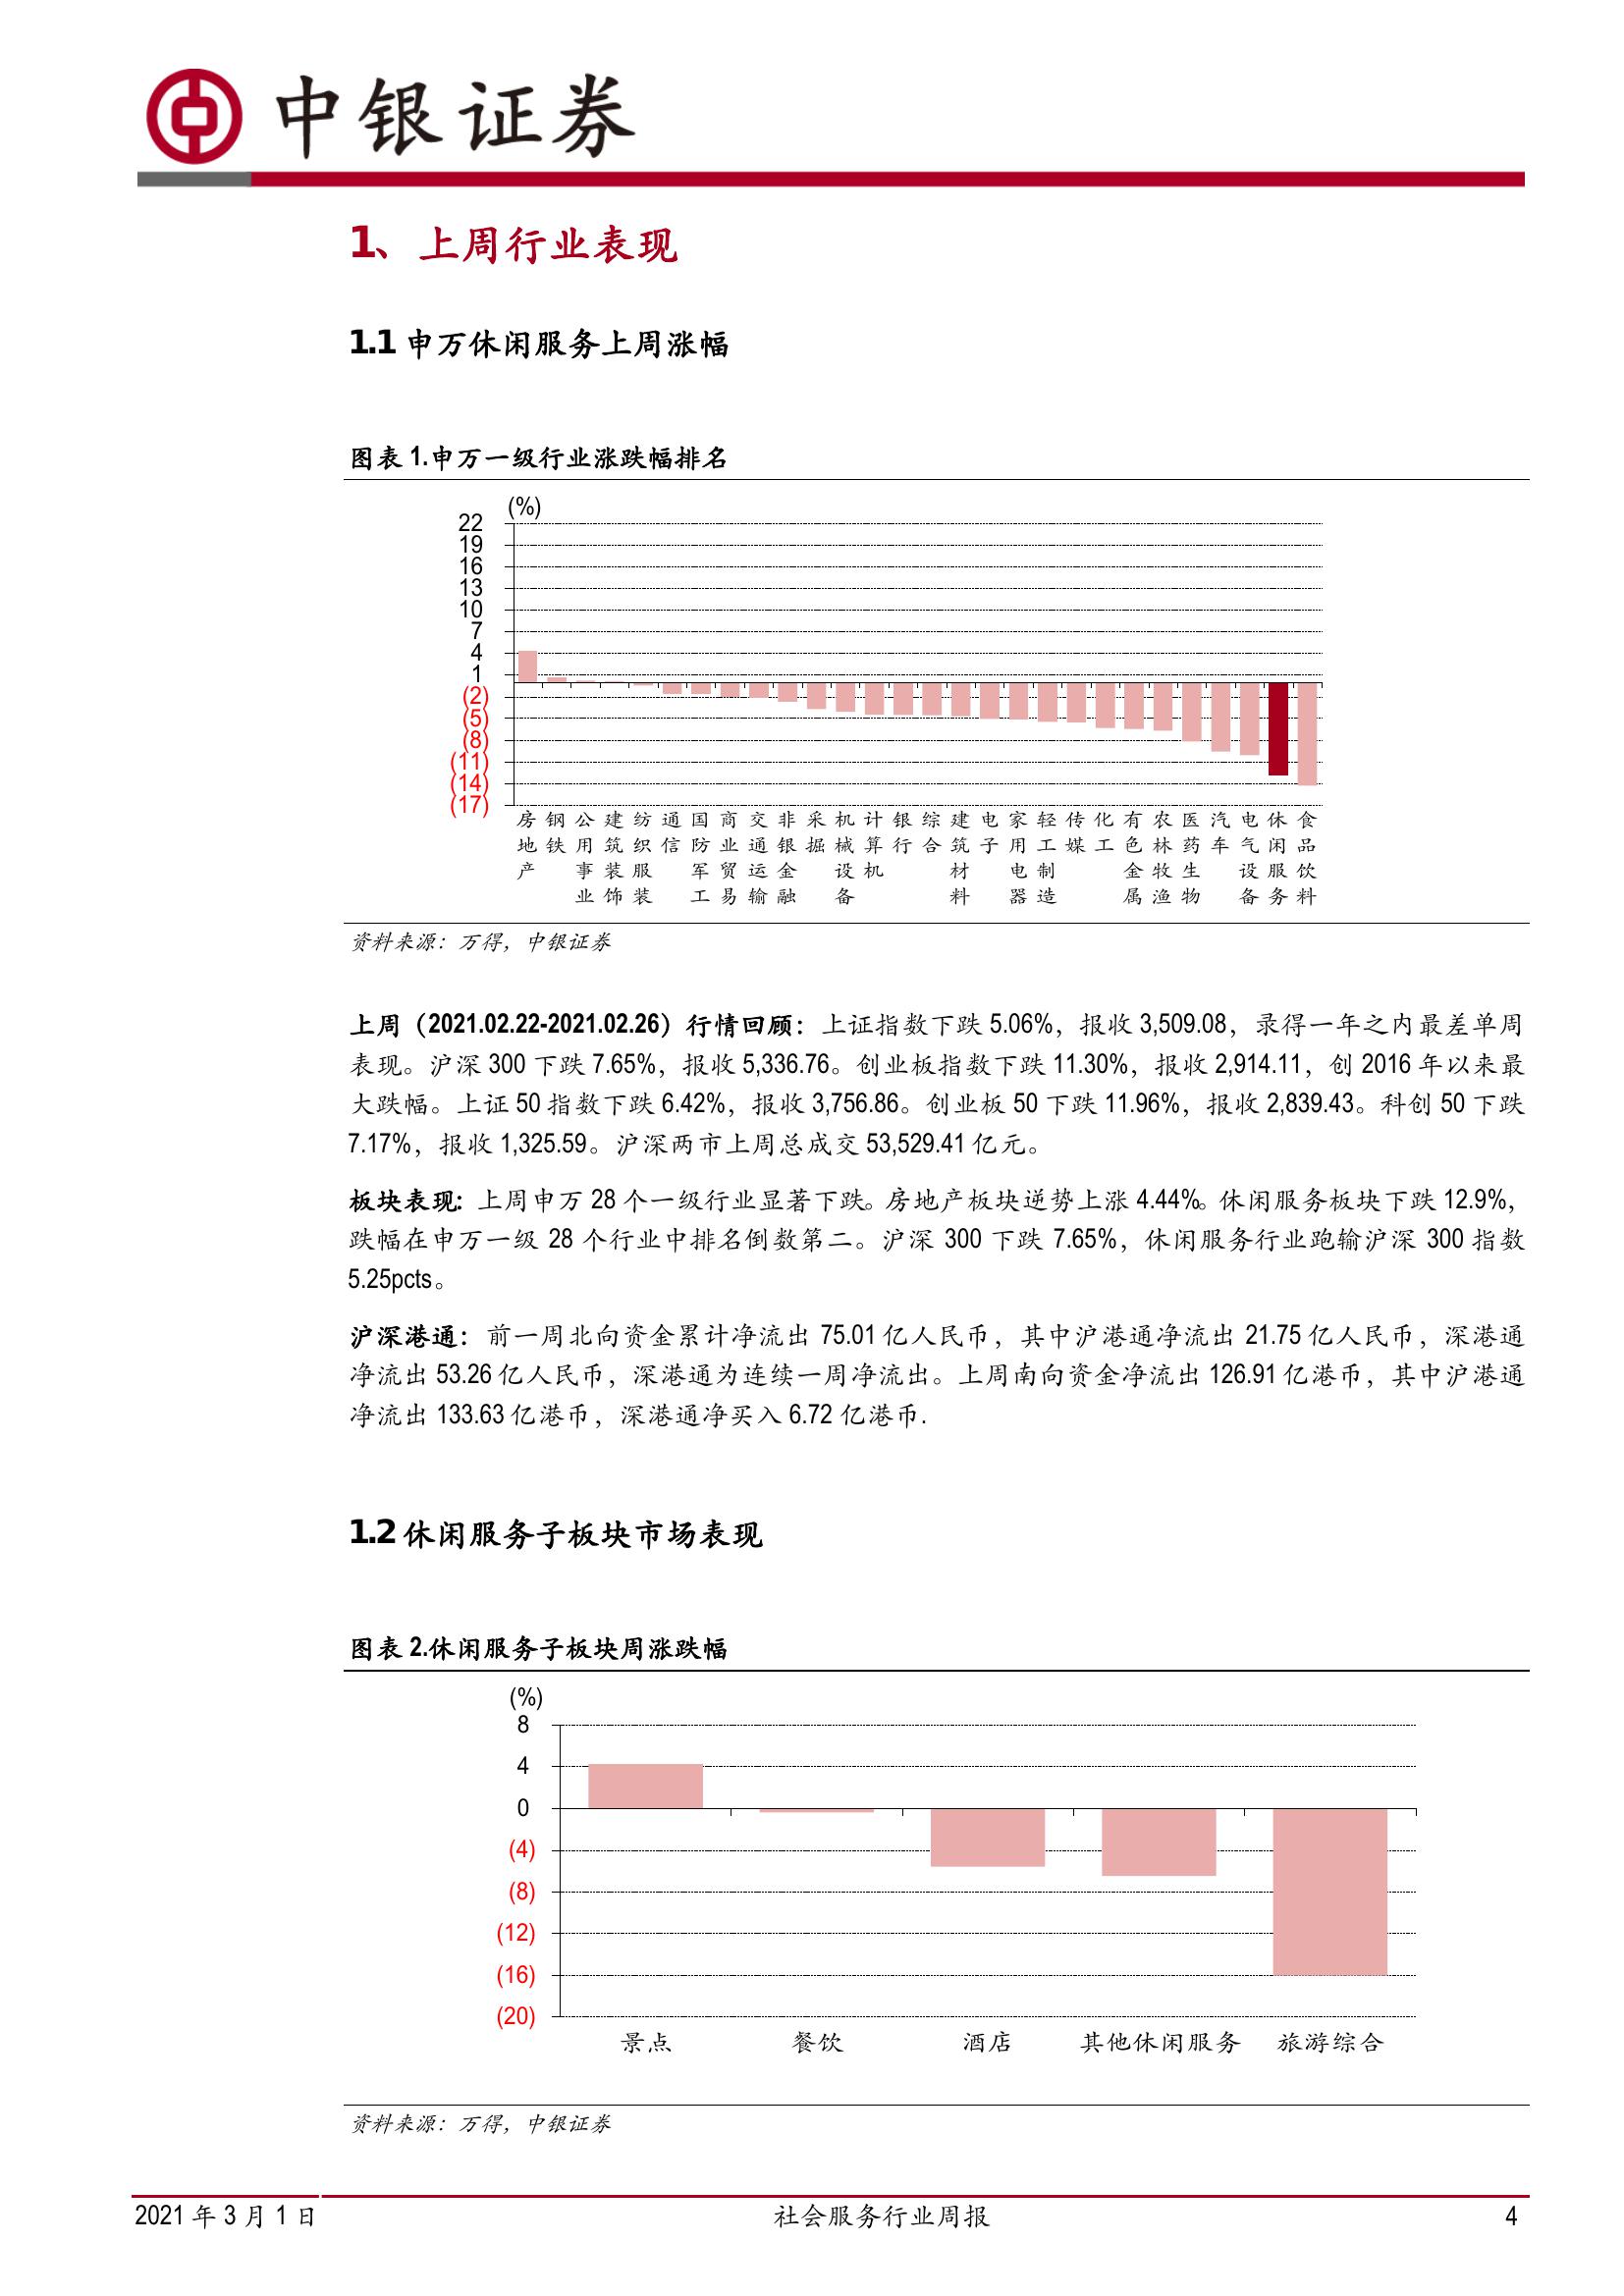 中银证券
1、上周行业表现
1.1 申万休闲服务上周涨幅
图表 1.申万一级行业涨跌幅排名
(%)
22
19
16
13
10
7
4
1
(2)
(5)
(8)
(11)
(14)
(17)
房地产 钢铁 公用事业 建筑装饰 纺织服装 通信 国防军工 商业贸易 交通运输 非银金融 采掘 机械设备 计算机 银行 综合 建筑材料 电子 家用电器 轻工制造 传媒 化工 有色金属 农林牧渔 医药生物 汽车 电气设备 休闲服务 食品饮料
资料来源：万得，中银证券
上周（2021.02.22-2021.02.26）行情回顾：上证指数下跌 5.06%，报收 3,509.08，录得一年之内最差单周
表现。沪深 300 下跌 7.65%，报收 5,336.76。创业板指数下跌 11.30%，报收 2,914.11，创 2016 年以来最
大跌幅。上证 50 指数下跌 6.42%，报收 3,756.86。创业板 50 下跌 11.96%，报收 2,839.43。科创 50 下跌
7.17%，报收 1,325.59。沪深两市上周总成交 53,529.41 亿元。
板块表现：上周申万 28 个一级行业显著下跌。房地产板块逆势上涨 4.44%。休闲服务板块下跌 12.9%，
跌幅在申万一级 28 个行业中排名倒数第二。沪深 300 下跌 7.65%，休闲服务行业跑输沪深 300 指数
5.25pcts。
沪深港通：前一周北向资金累计净流出 75.01 亿人民币，其中沪港通净流出 21.75 亿人民币，深港通
净流出 53.26 亿人民币，深港通为连续一周净流出。上周南向资金净流出 126.91 亿港币，其中沪港通
净流出 133.63 亿港币，深港通净买入 6.72 亿港币.
1.2 休闲服务子板块市场表现
图表 2.休闲服务子板块周涨跌幅
(%)
8
4
0
(4)
(8)
(12)
(16)
(20)
景点 餐饮 酒店 其他休闲服务 旅游综合
资料来源：万得，中银证券
2021 年 3 月 1 日 社会服务行业周报 4